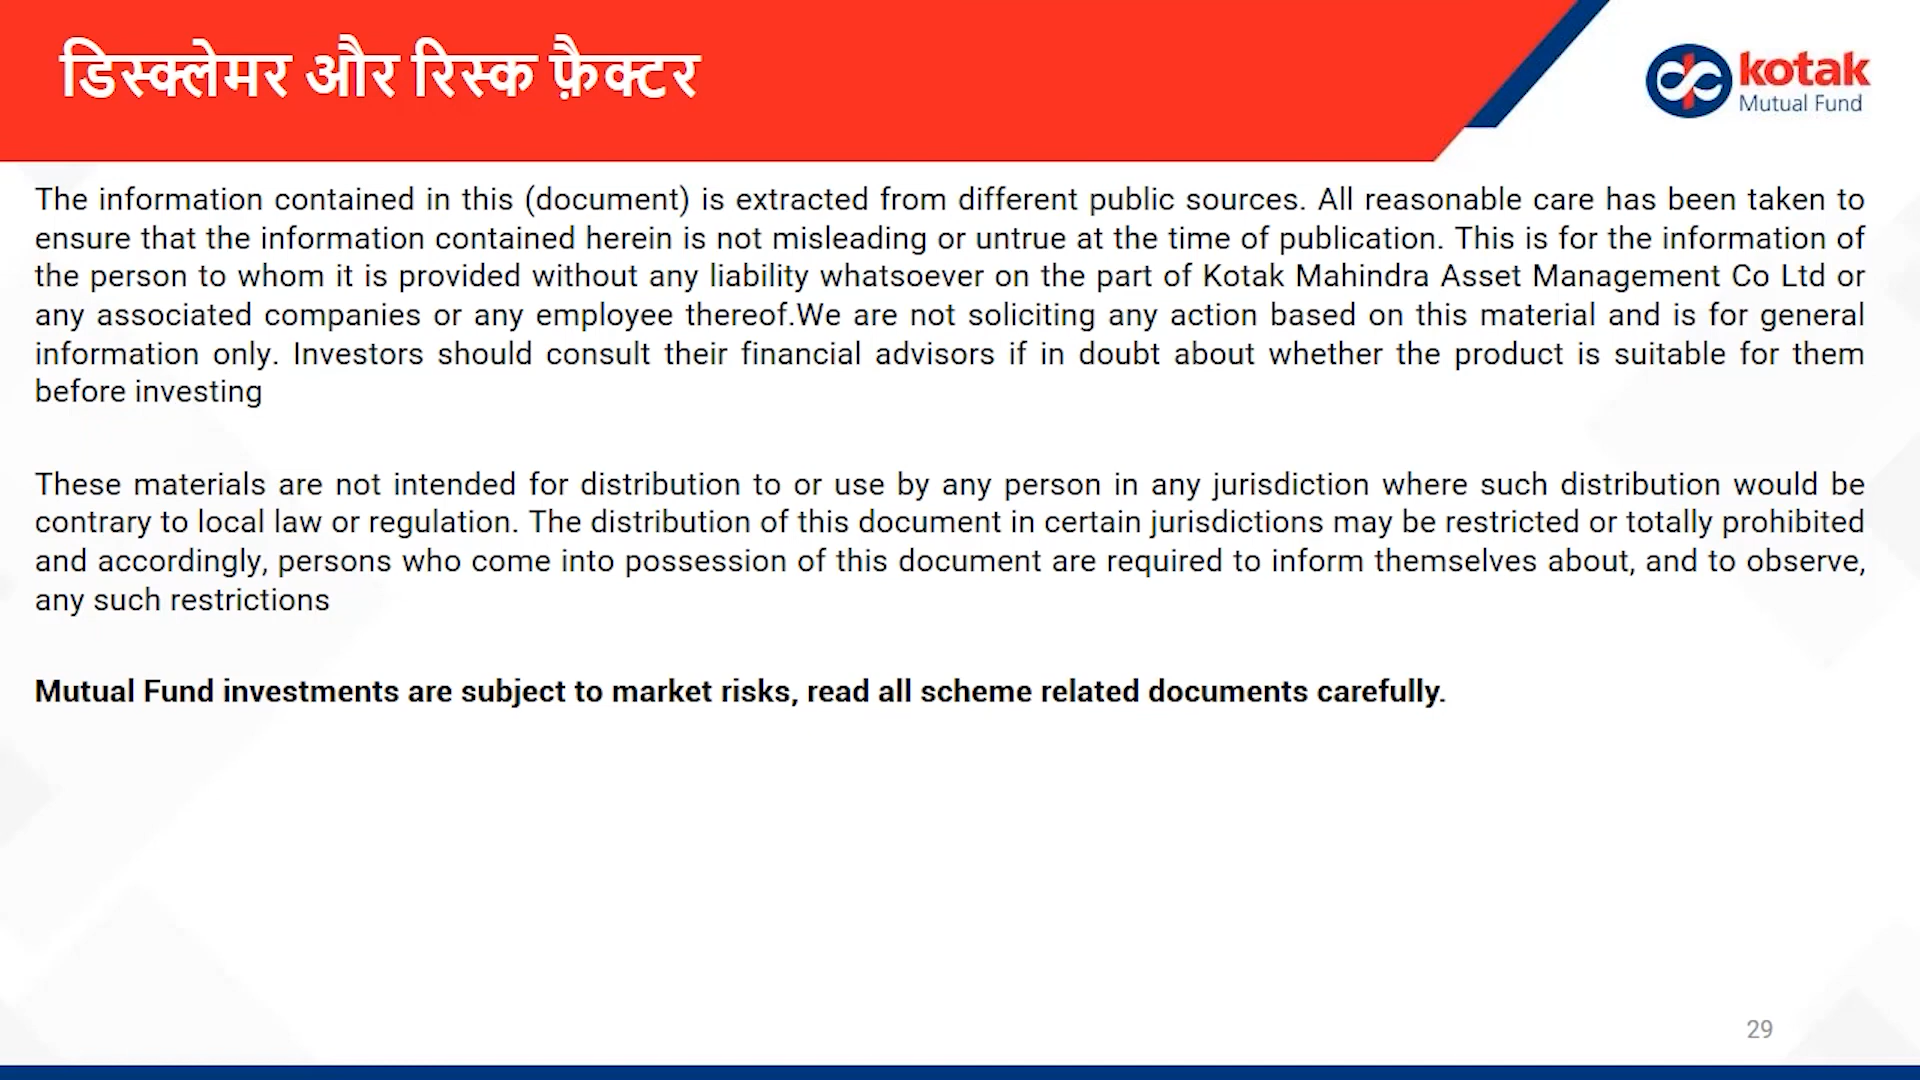 डिस्क्लेमर और रिस्क फ़ैक्टर
kotak
Mutual Fund
The information contained in this (document) is extracted from different public sources. All reasonable care has been taken to
ensure that the information contained herein is not misleading or untrue at the time of publication. This is for the information of
the person to whom it is provided without any liability whatsoever on the part of Kotak Mahindra Asset Management Co Ltd or
any associated companies or any employee thereof.We are not soliciting any action based on this material and is for general
information only. Investors should consult their financial advisors if in doubt about whether the product is suitable for them
before investing
These materials are not intended for distribution to or use by any person in any jurisdiction where such distribution would be
contrary to local law or regulation. The distribution of this document in certain jurisdictions may be restricted or totally prohibited
and accordingly, persons who come into possession of this document are required to inform themselves about, and to observe,
any such restrictions
Mutual Fund investments are subject to market risks, read all scheme related documents carefully.
29